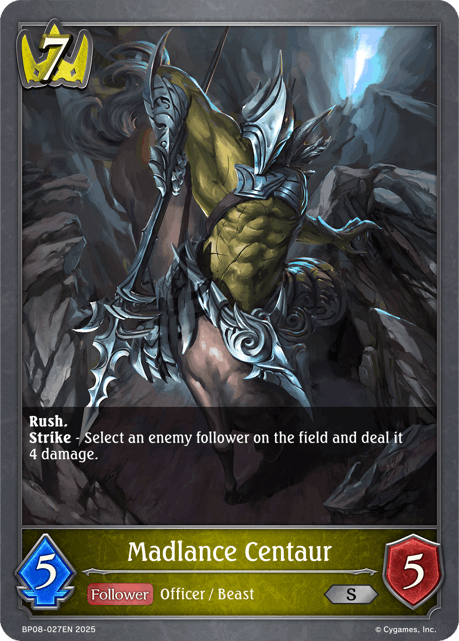 7
Rush.
Strike - Select an enemy follower on the field and deal it
4 damage.
Madlance Centaur
5
Follower Officer / Beast
S
5
BP08-027EN 2025
© Cygames, Inc.